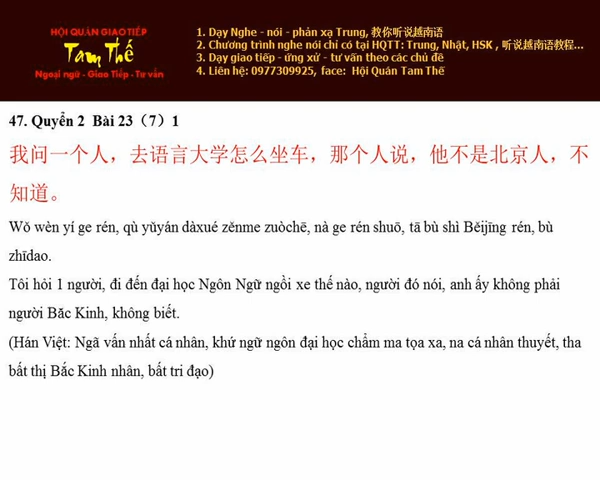 HỘI QUÁN GIAO TIẾP
Tam Thế
Ngoại ngữ - Giao Tiếp - Tư vấn
1. Dạy Nghe - nói - phản xạ Trung, 教你听说越南语
2. Chương trình nghe nói chỉ có tại HQTT: Trung, Nhật, HSK , 听说越南语教程...
3. Dạy giao tiếp - ứng xử - tư vấn theo các chủ đề
4. Liên hệ: 0977309925, face: Hội Quán Tam Thế
47. Quyển 2 Bài 23（7）1
我问一个人，去语言大学怎么坐车，那个人说，他不是北京人，不
知道。
Wǒ wèn yí ge rén, qù yǔyán dàxué zěnme zuòchē, nà ge rén shuō, tā bù shì Běijīng rén, bù
zhīdao.
Tôi hỏi 1 người, đi đến đại học Ngôn Ngữ ngồi xe thế nào, người đó nói, anh ấy không phải
người Bắc Kinh, không biết.
(Hán Việt: Ngã vấn nhất cá nhân, khứ ngữ ngôn đại học chẩm ma tọa xa, na cá nhân thuyết, tha
bất thị Bắc Kinh nhân, bất tri đạo)